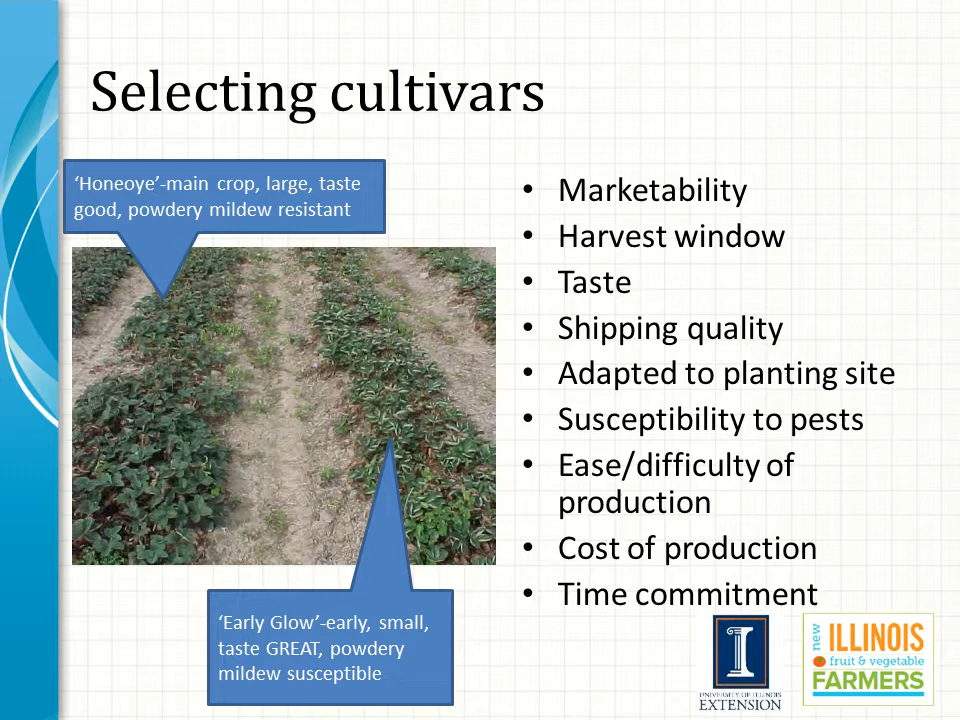 Selecting cultivars
‘Honeoye’-main crop, large, taste
good, powdery mildew resistant
• Marketability
• Harvest window
• Taste
• Shipping quality
• Adapted to planting site
• Susceptibility to pests
• Ease/difficulty of
production
• Cost of production
• Time commitment
‘Early Glow’-early, small,
taste GREAT, powdery
mildew susceptible
I
UNIVERSITY OF ILLINOIS
EXTENSION
new
ILLINOIS
fruit & vegetable
FARMERS